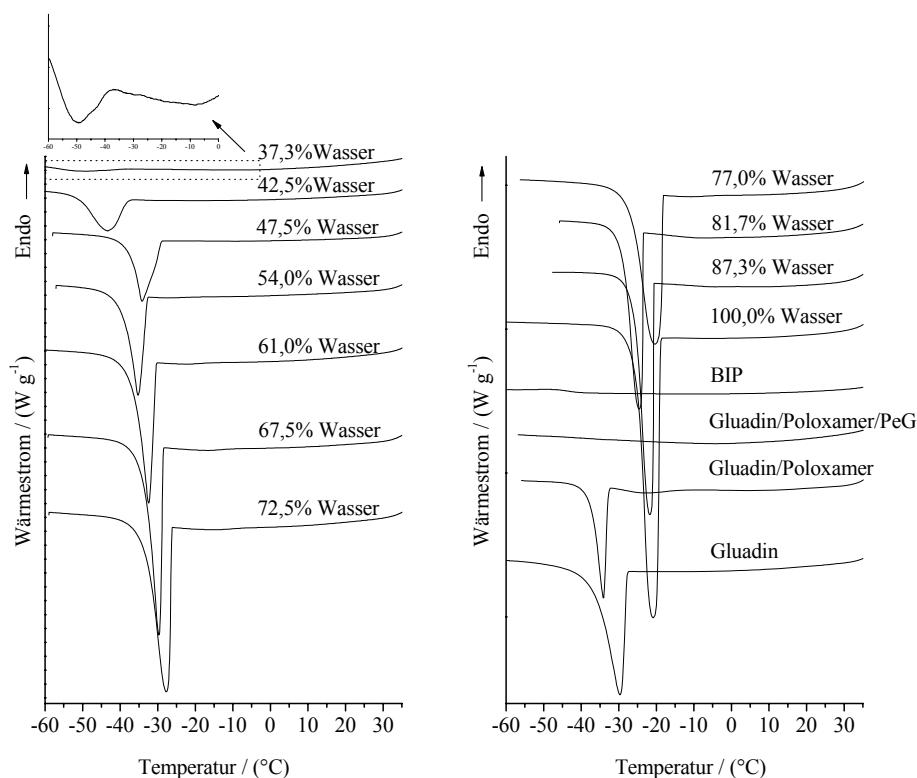 -60 -50 -40 -30 -20 -10 0
37,3%Wasser
42,5%Wasser
47,5%Wasser
54,0%Wasser
61,0%Wasser
67,5% Wasser
72,5% Wasser
Wärmestrom / (W g-1) Endo
-60 -50 -40 -30 -20 -10 0 10 20 30
Temperatur / (°C)
77,0% Wasser
81,7% Wasser
87,3% Wasser
100,0% Wasser
BIP
Gluadin/Poloxamer/PeG
Gluadin/Poloxamer
Gluadin
Wärmestrom / (W g-1) Endo
-60 -50 -40 -30 -20 -10 0 10 20 30
Temperatur / (°C)